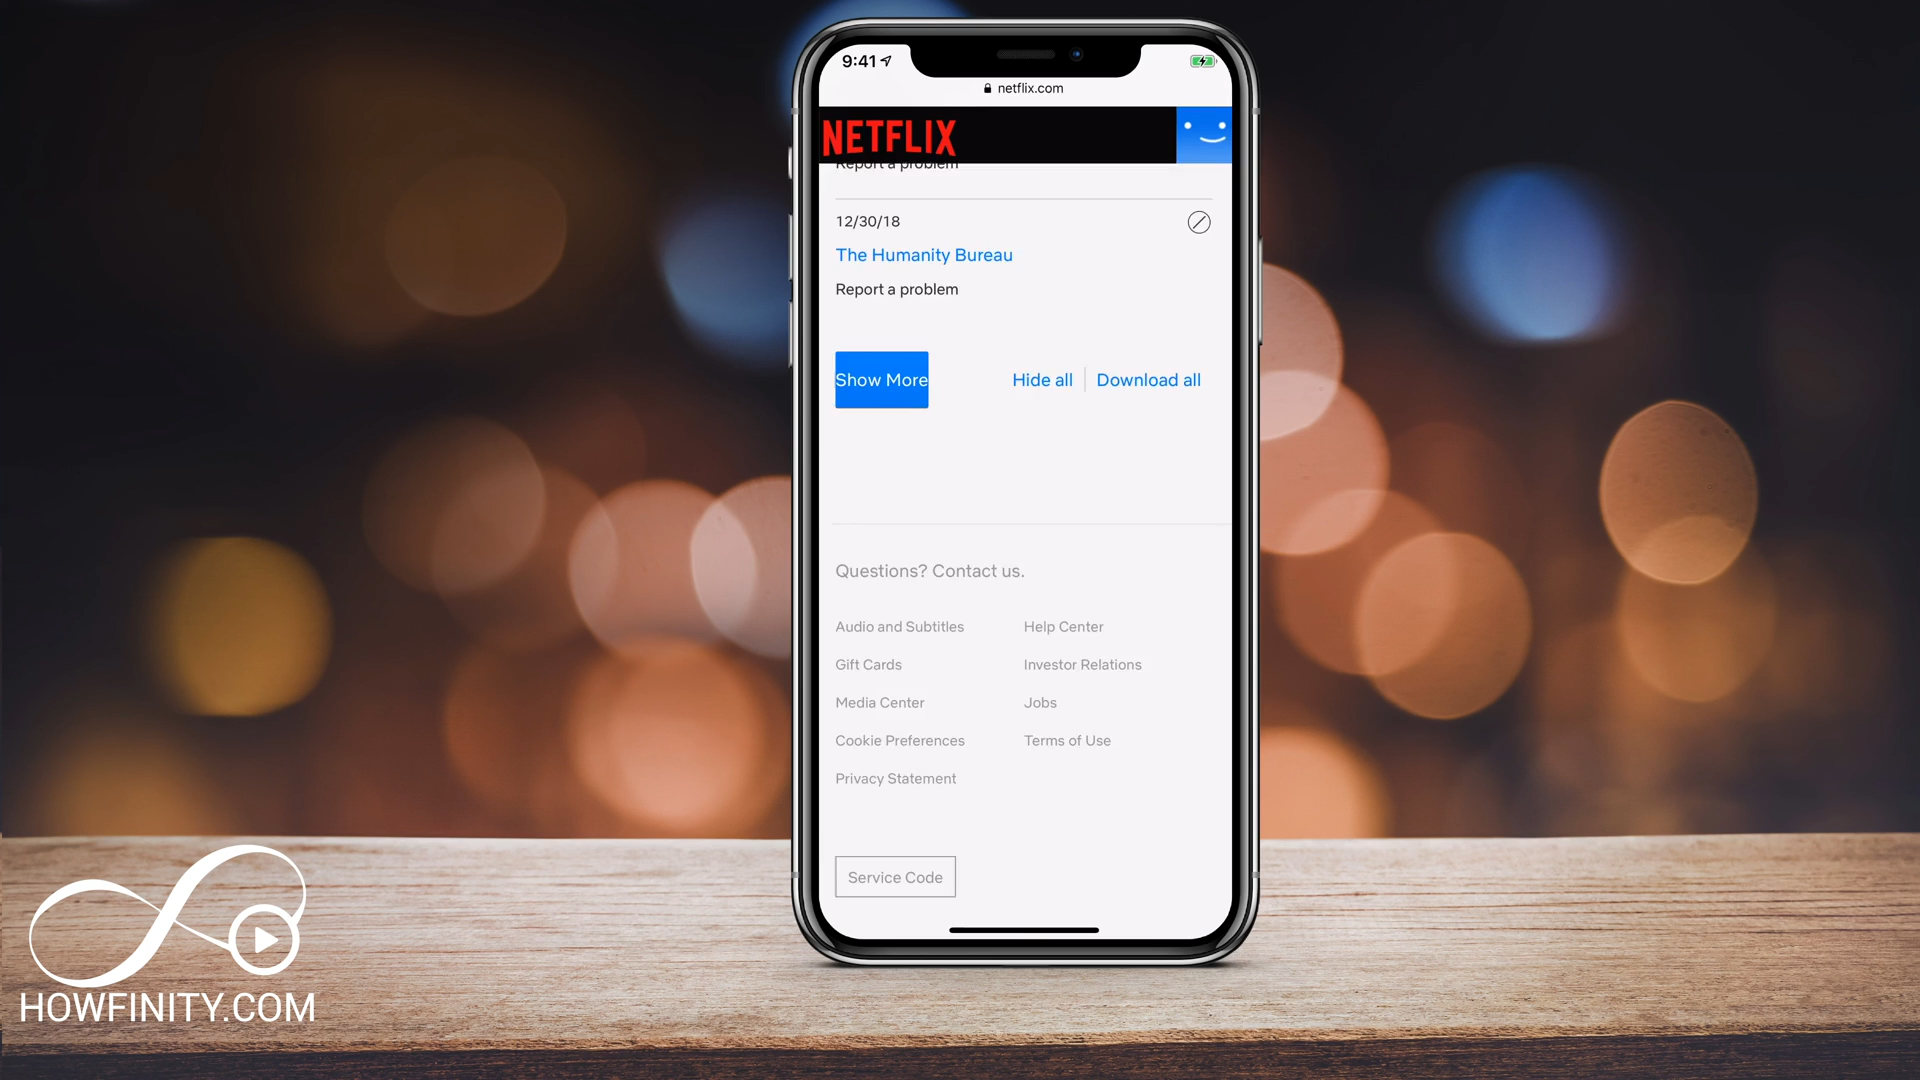 9:41
netflix.com
NETFLIX
Report a problem
12/30/18
The Humanity Bureau
Report a problem
Show More
Hide all
Download all
Questions? Contact us.
Audio and Subtitles
Help Center
Gift Cards
Investor Relations
Media Center
Jobs
Cookie Preferences
Terms of Use
Privacy Statement
Service Code
HOWFINITY.COM